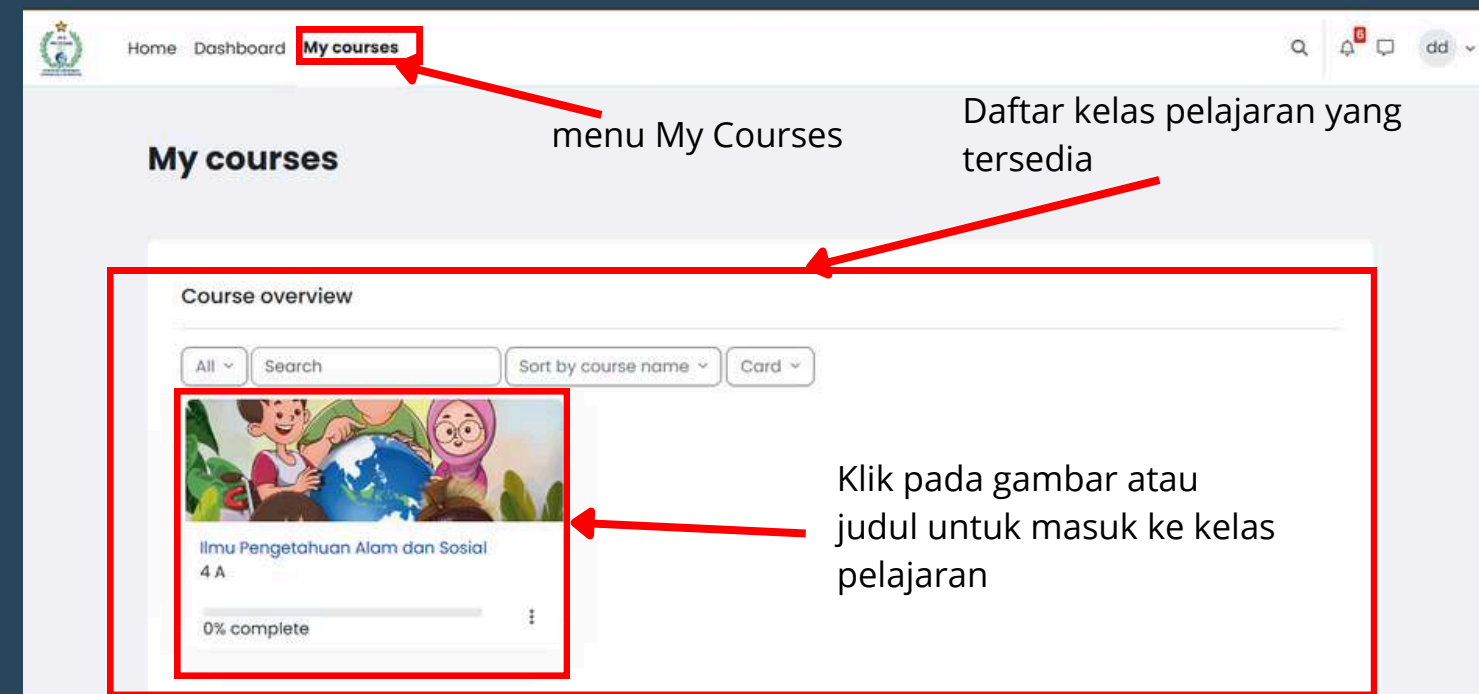 Home Dashboard My courses
6
dd
menu My Courses
Daftar kelas pelajaran yang
tersedia
My courses
Course overview
All
Search
Sort by course name
Card
Klik pada gambar atau
judul untuk masuk ke kelas
pelajaran
Ilmu Pengetahuan Alam dan Sosial
4 A
0% complete